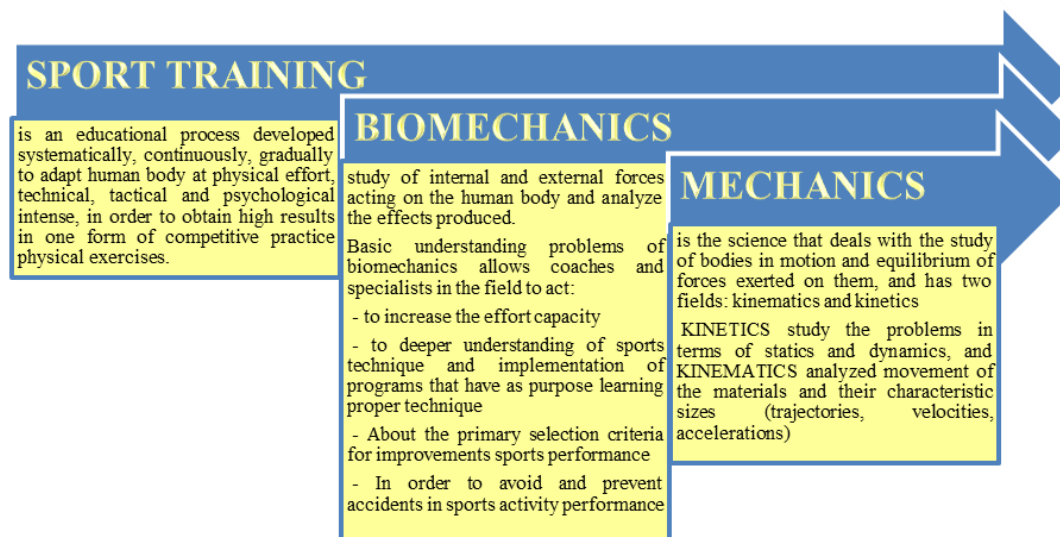 SPORT TRAINING
is an educational process developed
systematically, continuously, gradually
to adapt human body at physical effort,
technical, tactical and psychological
intense, in order to obtain high results
in one form of competitive practice
physical exercises.
BIOMECHANICS
study of internal and external forces
acting on the human body and analyze
the effects produced.
Basic understanding problems of
biomechanics allows coaches and
specialists in the field to act:
- to increase the effort capacity
- to deeper understanding of sports
technique and implementation of
programs that have as purpose learning
proper technique
- About the primary selection criteria
for improvements sports performance
- In order to avoid and prevent
accidents in sports activity performance
MECHANICS
is the science that deals with the study
of bodies in motion and equilibrium of
forces exerted on them, and has two
fields: kinematics and kinetics
KINETICS study the problems in
terms of statics and dynamics, and
KINEMATICS analyzed movement of
the materials and their characteristic
sizes (trajectories, velocities,
accelerations)